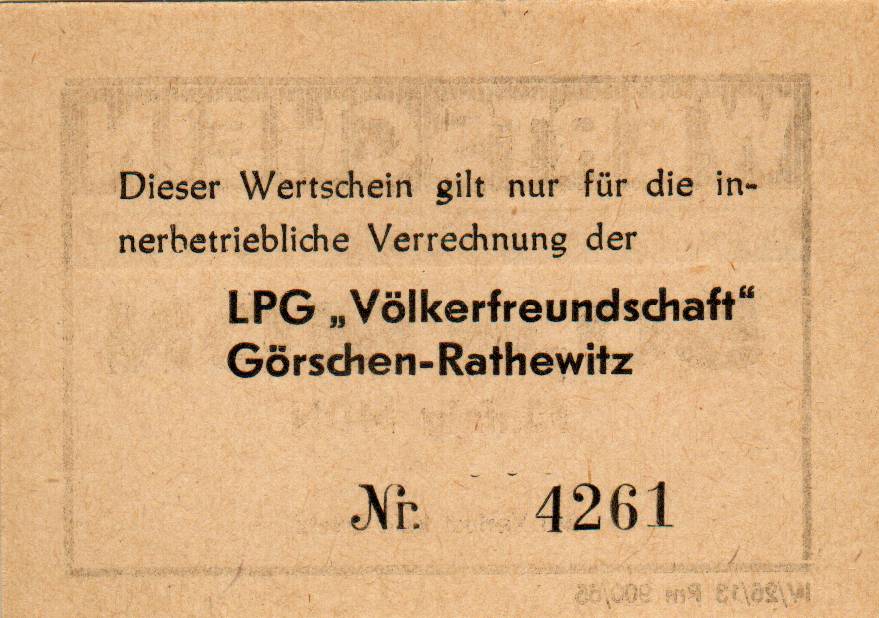 Dieser Wertschein gilt nur für die in-
nerbetriebliche Verrechnung der
LPG „Völkerfreundschaft“
Görschen-Rathewitz
Nr. 4261